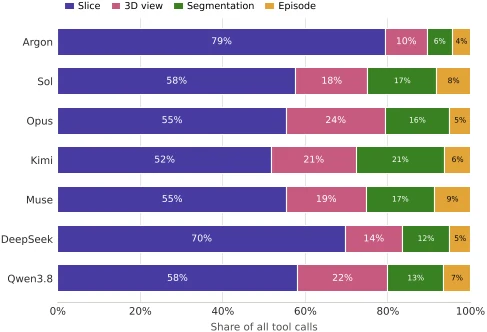 Slice 3D view Segmentation Episode
Argon 79% 10% 6% 4%
Sol 58% 18% 17% 8%
Opus 55% 24% 16% 5%
Kimi 52% 21% 21% 6%
Muse 55% 19% 17% 9%
DeepSeek 70% 14% 12% 5%
Qwen3.8 58% 22% 13% 7%
0% 20% 40% 60% 80% 100%
Share of all tool calls